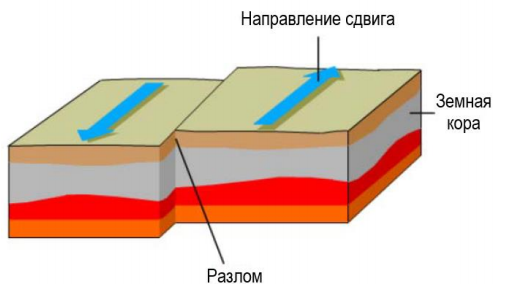 Направление сдвига
Земная
кора
Разлом